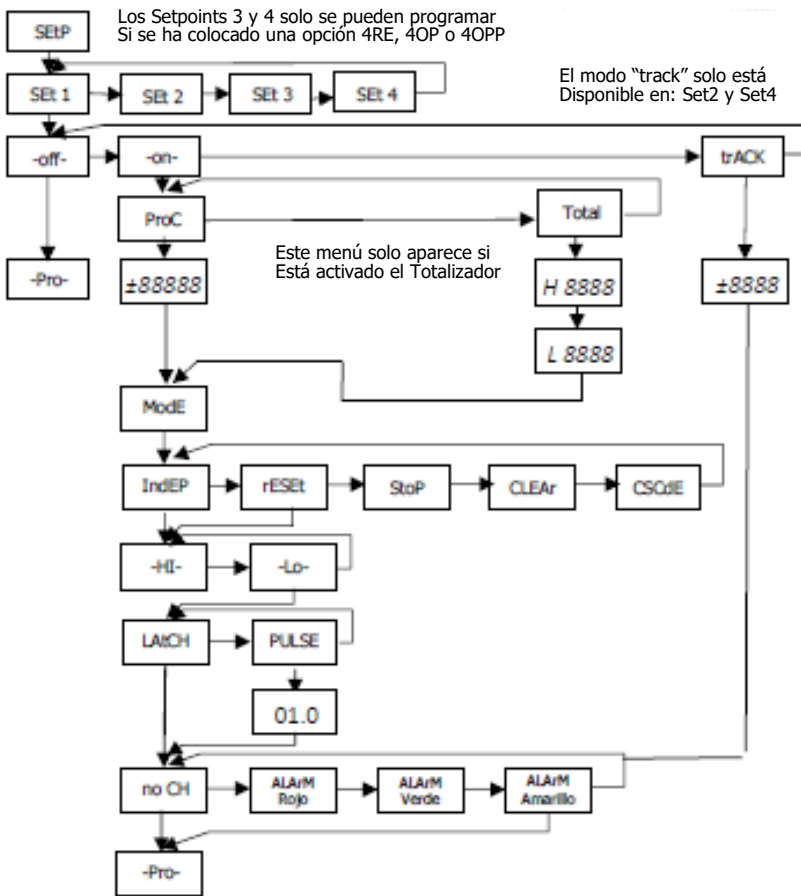 Los Setpoints 3 y 4 solo se pueden programar
Si se ha colocado una opción 4RE, 4OP o 4OPP
SEtP
El modo “track” solo está
Disponible en: Set2 y Set4
SEt 1
SEt 2
SEt 3
SEt 4
-off-
-on-
trACK
ProC
Total
Este menú solo aparece si
Está activado el Totalizador
-Pro-
±88888
H 8888
±8888
L 8888
ModE
IndEP
rESEt
StoP
CLEAr
CSCdE
-HI-
-Lo-
LAtCH
PULSE
01.0
no CH
ALArM
Rojo
ALArM
Verde
ALArM
Amarillo
-Pro-